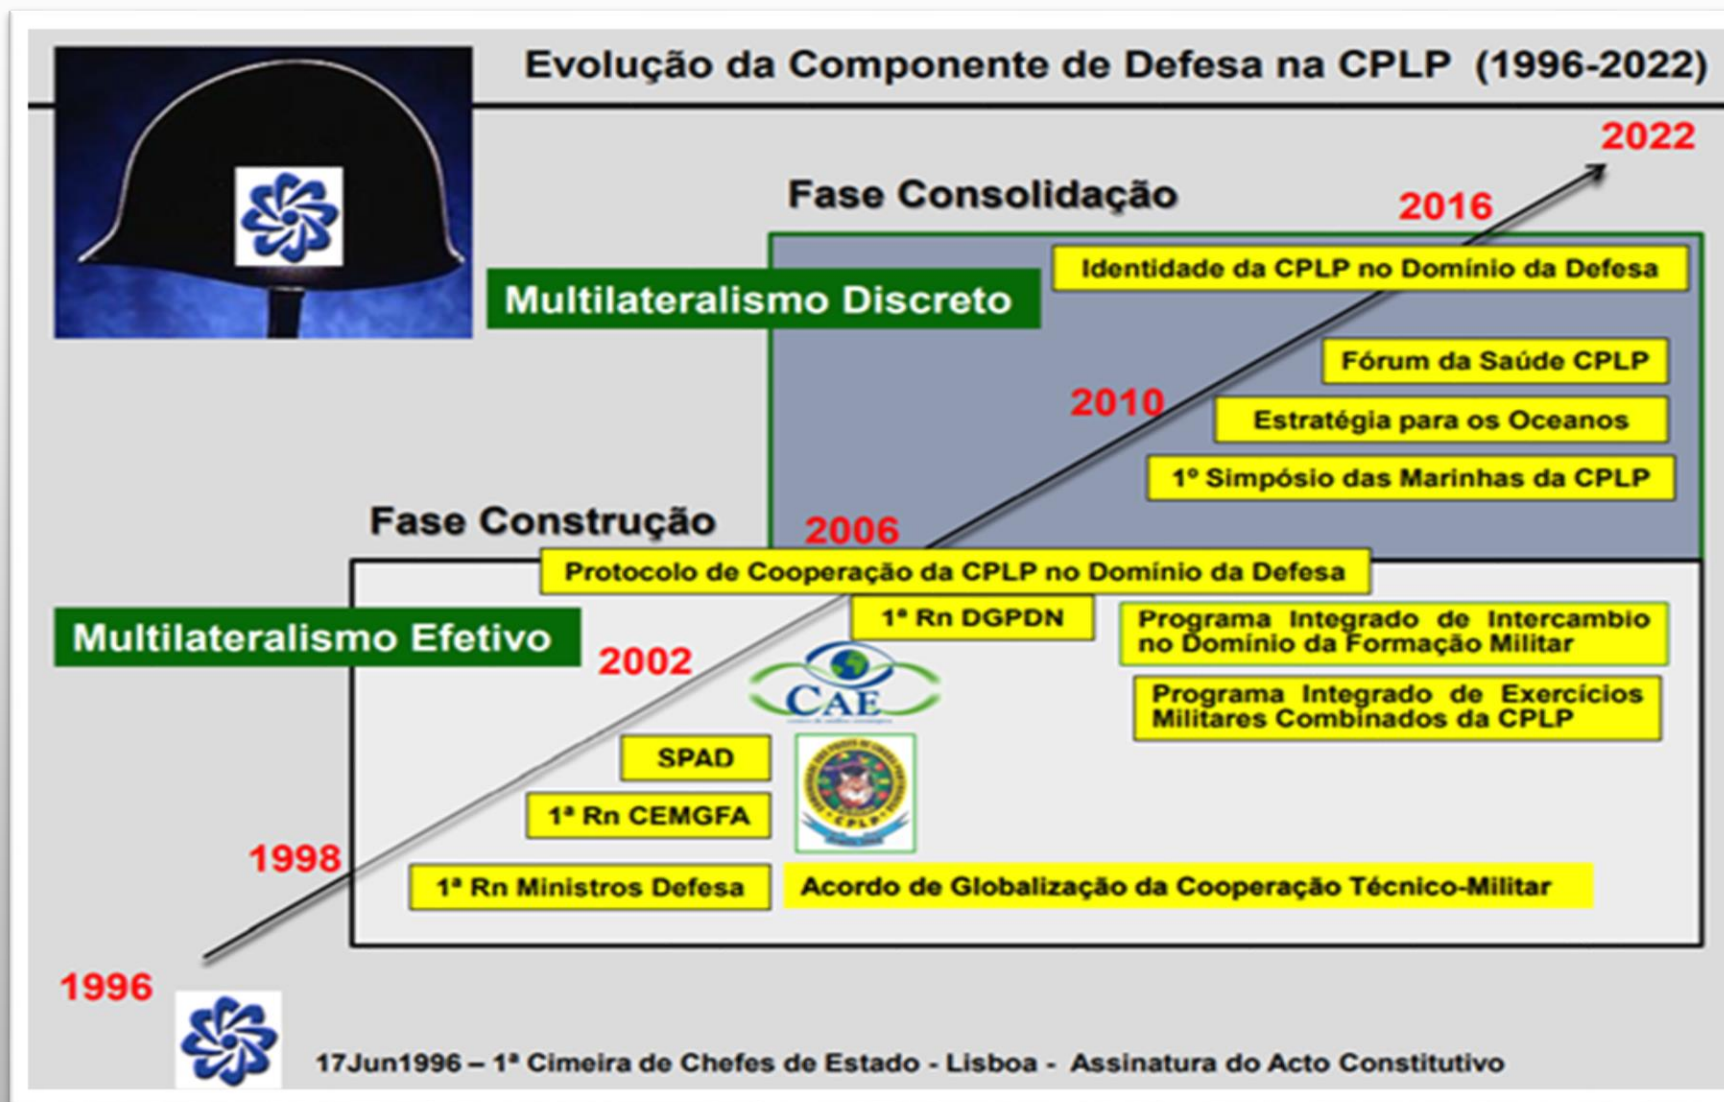 Evolução da Componente de Defesa na CPLP (1996-2022)
2022
Fase Consolidação
2016
Identidade da CPLP no Domínio da Defesa
Multilateralismo Discreto
Fórum da Saúde CPLP
2010
Estratégia para os Oceanos
1º Simpósio das Marinhas da CPLP
Fase Construção
2006
Protocolo de Cooperação da CPLP no Domínio da Defesa
1ª Rn DGPDN
Programa Integrado de Intercambio
no Domínio da Formação Militar
Multilateralismo Efetivo
2002
CAE
Programa Integrado de Exercícios
Militares Combinados da CPLP
SPAD
CPLP
1ª Rn CEMGFA
1998
1ª Rn Ministros Defesa
Acordo de Globalização da Cooperação Técnico-Militar
1996
17Jun1996 – 1ª Cimeira de Chefes de Estado - Lisboa - Assinatura do Acto Constitutivo